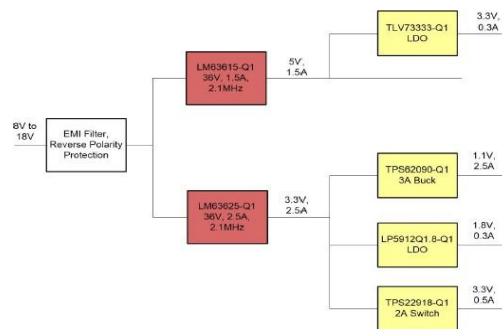 8V to
18V
EMI Filter,
Reverse Polarity
Protection
LM63615-Q1
36V, 1.5A,
2.1MHz
5V,
1.5A
TLV73333-Q1
LDO
3.3V,
0.3A
LM63625-Q1
36V, 2.5A,
2.1MHz
3.3V,
2.5A
TPS62090-Q1
3A Buck
1.1V,
2.5A
LP5912Q1.8-Q1
LDO
1.8V,
0.3A
TPS22918-Q1
2A Switch
3.3V,
0.5A